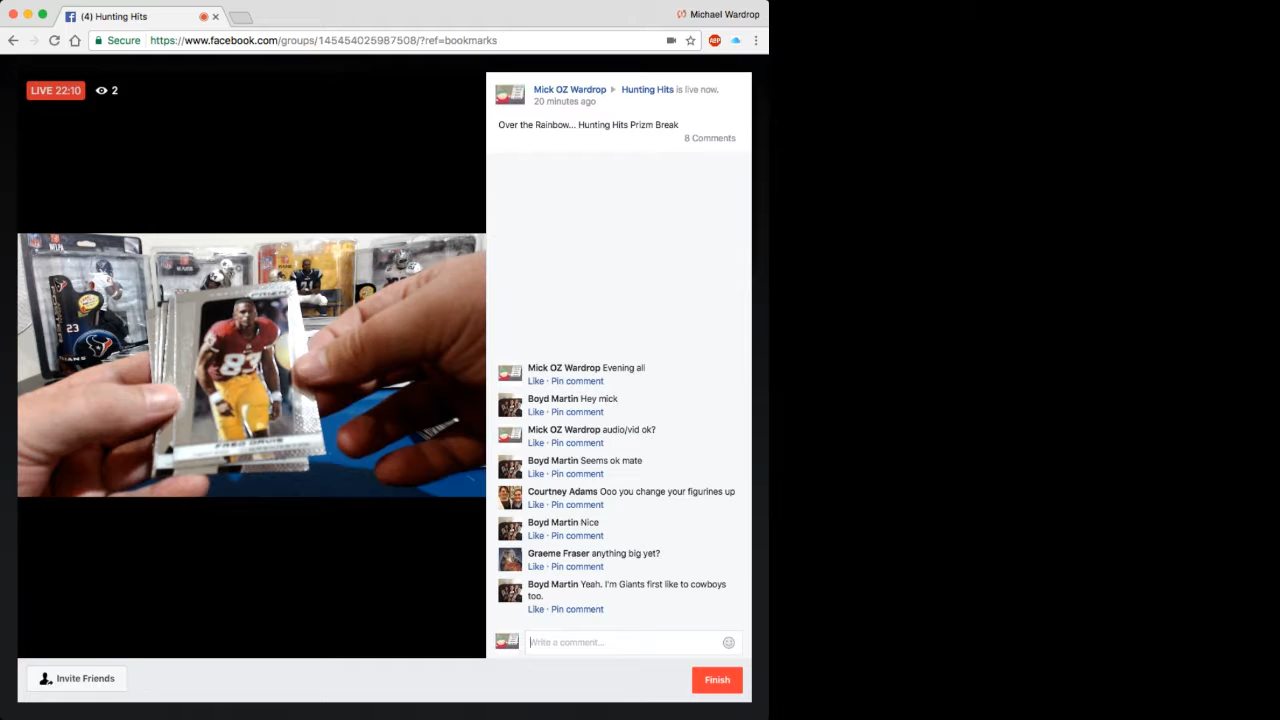 (4) Hunting Hits
Michael Wardrop
Secure https://www.facebook.com/groups/145454025987508/?ref=bookmarks
ABP
LIVE 22:10 2
Mick OZ Wardrop Hunting Hits is live now.
20 minutes ago
Over the Rainbow... Hunting Hits Prizm Break
8 Comments
Mick OZ Wardrop Evening all
Like · Pin comment
Boyd Martin Hey mick
Like · Pin comment
Mick OZ Wardrop audio/vid ok?
Like · Pin comment
Boyd Martin Seems ok mate
Like · Pin comment
Courtney Adams Ooo you change your figurines up
Like · Pin comment
Boyd Martin Nice
Like · Pin comment
Graeme Fraser anything big yet?
Like · Pin comment
Boyd Martin Yeah. I'm Giants first like to cowboys
too.
Like · Pin comment
Write a comment...
Invite Friends
Finish
PRIZM
83
FRED DAVIS
23
TEXANS
21